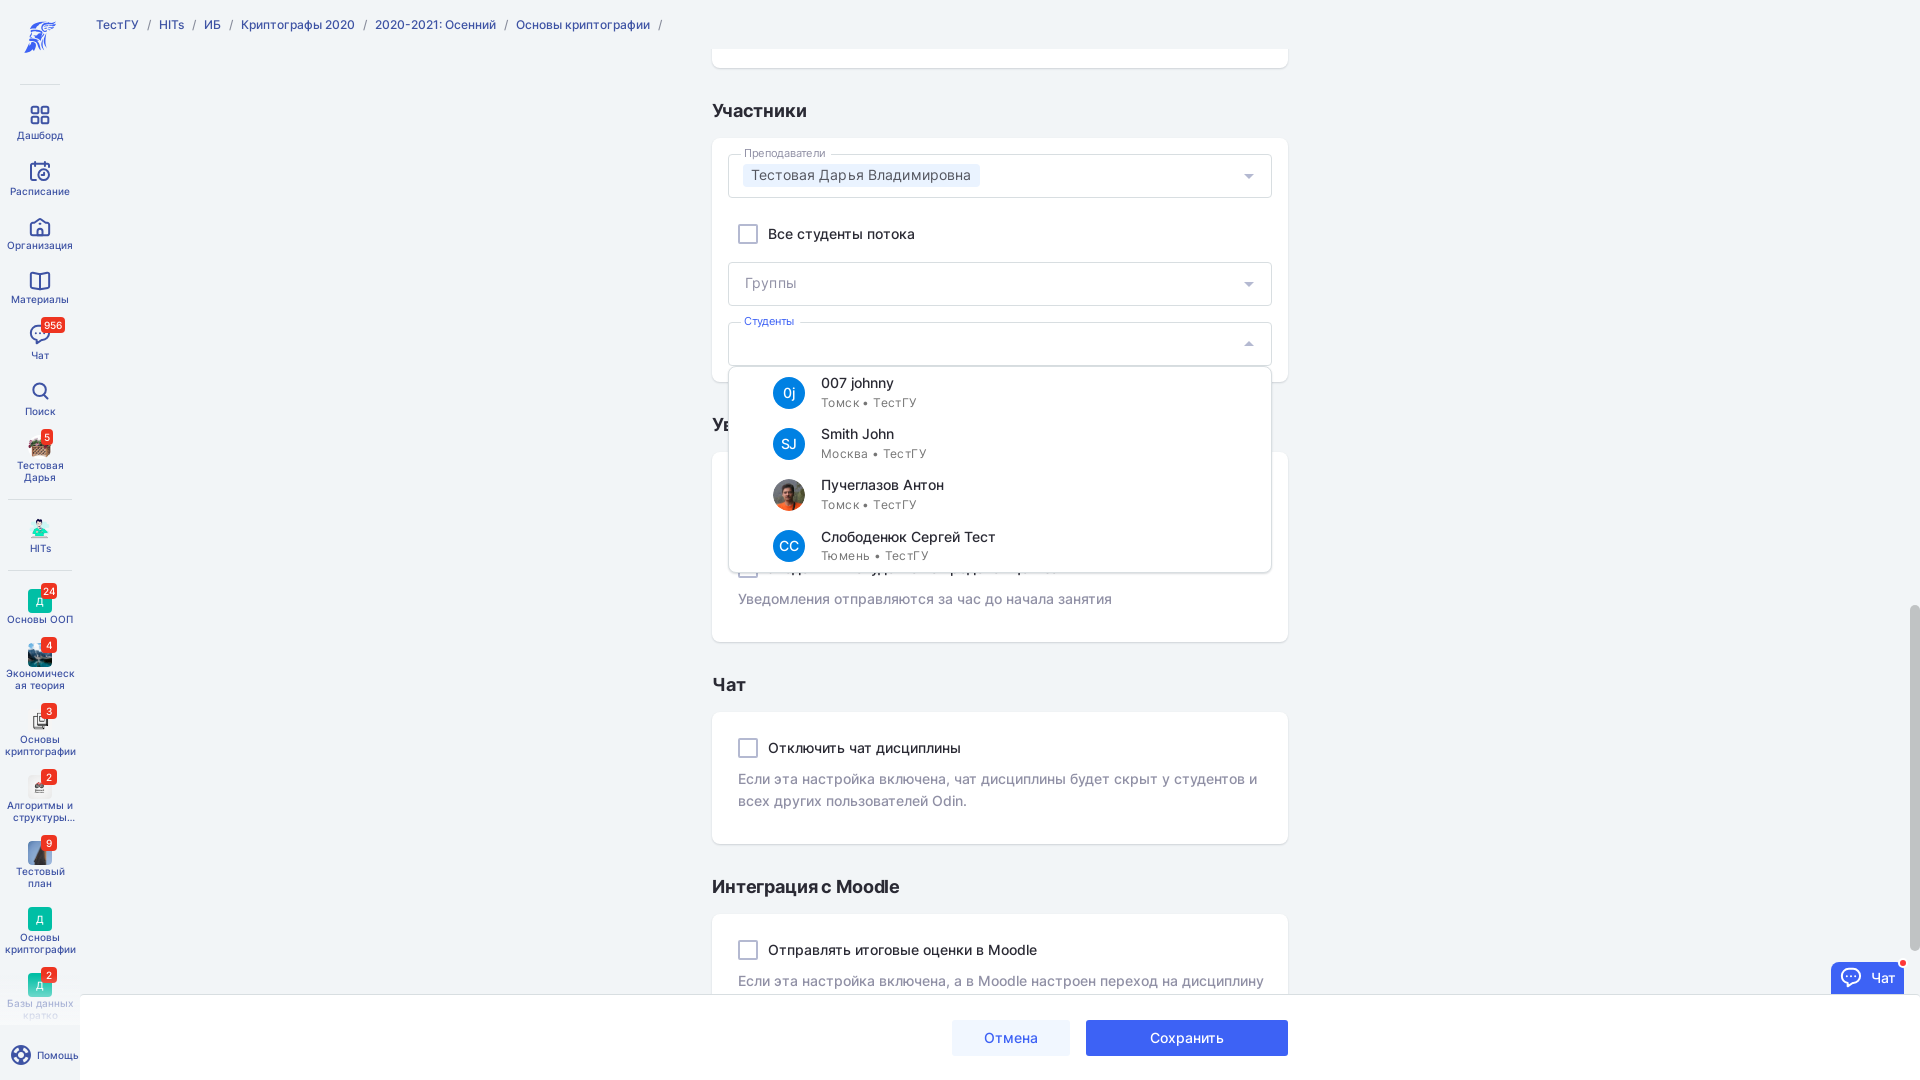 ТестГУ / HITs / ИБ / Криптографы 2020 / 2020-2021: Осенний / Основы криптографии /
Дашборд
Расписание
Организация
Материалы
956
Чат
Поиск
5
Тестовая
Дарья
HITs
24
Д
Основы ООП
4
Экономическ
ая теория
3
Основы
криптографии
2
Алгоритмы и
структуры...
9
Тестовый
план
Д
Основы
криптографии
2
Д
Базы данных
кратко
Помощь
Участники
Преподаватели
Тестовая Дарья Владимировна
Все студенты потока
Группы
Студенты
0j
007 johnny
Томск • ТестГУ
SJ
Smith John
Москва • ТестГУ
Пучеглазов Антон
Томск • ТестГУ
СС
Слободенюк Сергей Тест
Тюмень • ТестГУ
Уведомления отправляются за час до начала занятия
Чат
Отключить чат дисциплины
Если эта настройка включена, чат дисциплины будет скрыт у студентов и
всех других пользователей Odin.
Интеграция с Moodle
Отправлять итоговые оценки в Moodle
Если эта настройка включена, а в Moodle настроен переход на дисциплину
Чат
Отмена
Сохранить